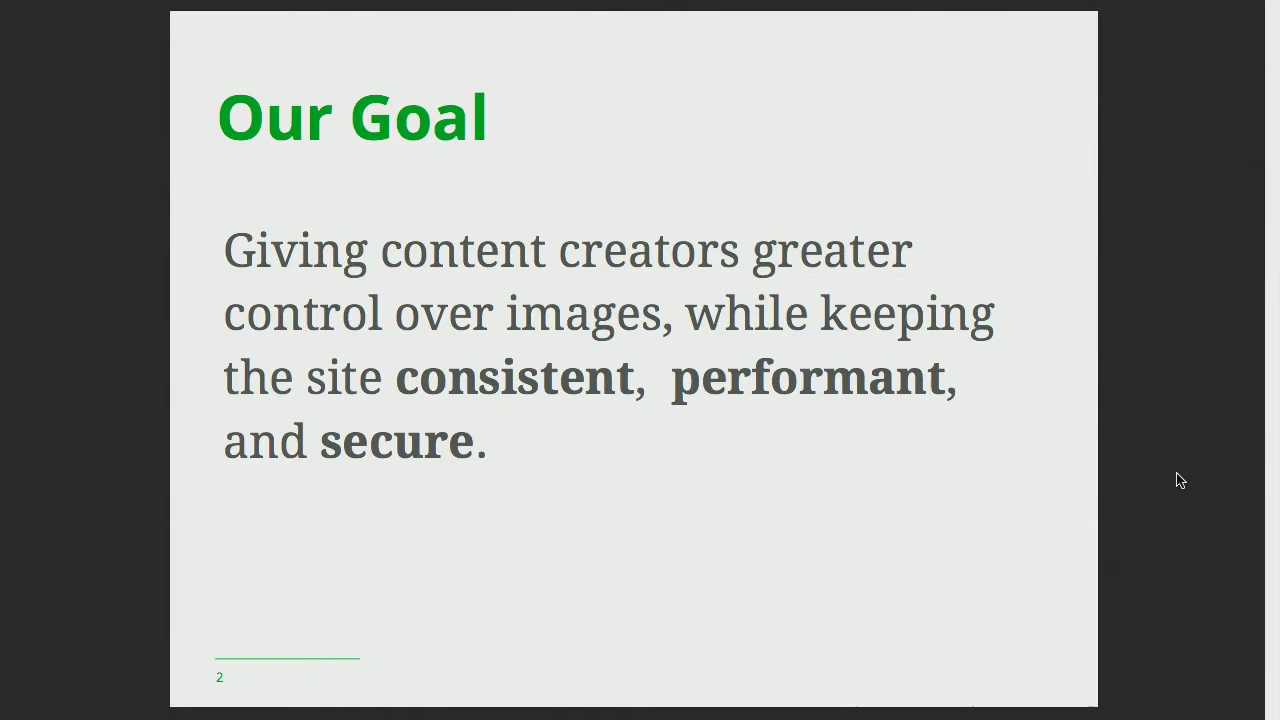 Our Goal
Giving content creators greater
control over images, while keeping
the site consistent, performant,
and secure.
2